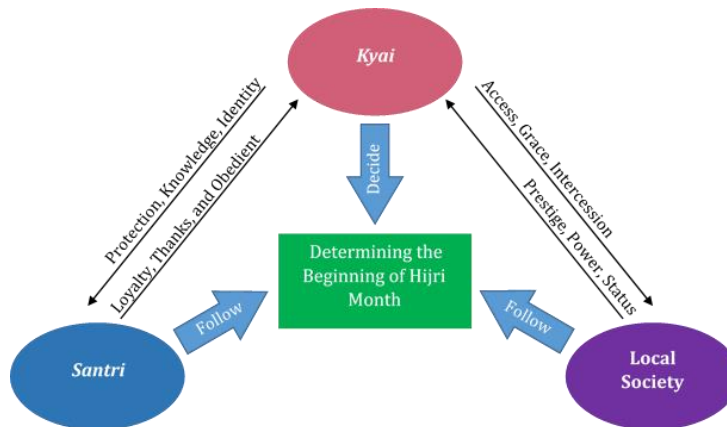 Kyai
Protection, Knowledge, Identity
Loyalty, Thanks, and Obedient
Access, Grace, Intercession
Prestige, Power, Status
Decide
Determining the
Beginning of Hijri
Month
Follow
Follow
Santri
Local
Society